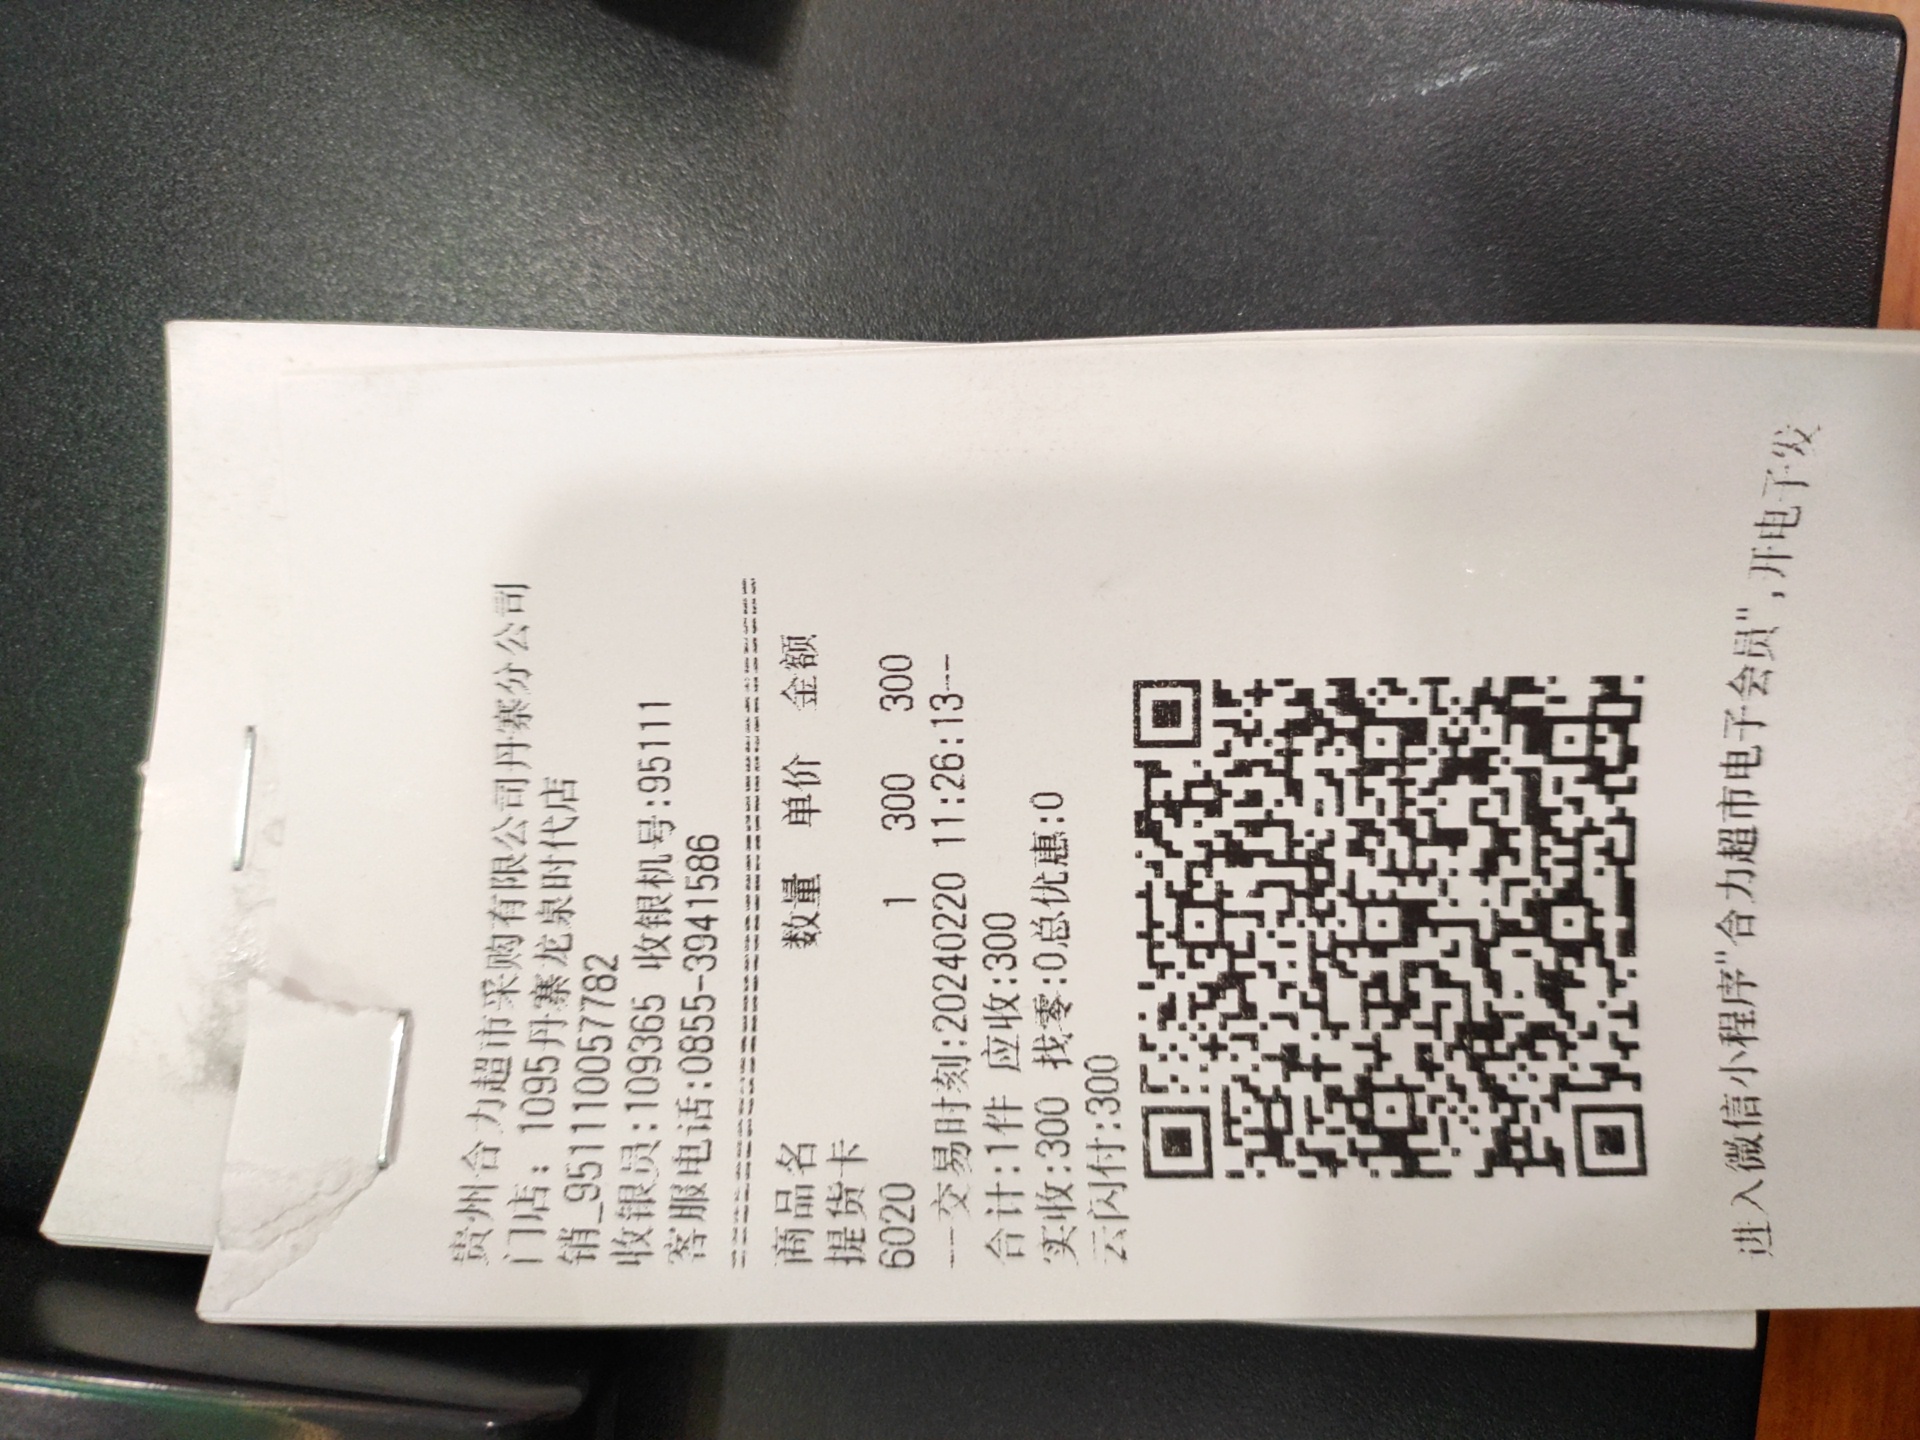 贵州合力超市采购有限公司丹寨分公司
门店: 1095丹寨龙泉时代店
销_9511110057782
收银员:109365 收银机号:95111
客服电话:0855-3941586
商品名 数量 单价 金额
提货卡
6020 1 300 300
--交易时刻:20240220 11:26:13--
合计:1件 应收:300
实收:300 找零:0总优惠:0
云闪付:300
进入微信小程序"合力超市电子会员",开电子发